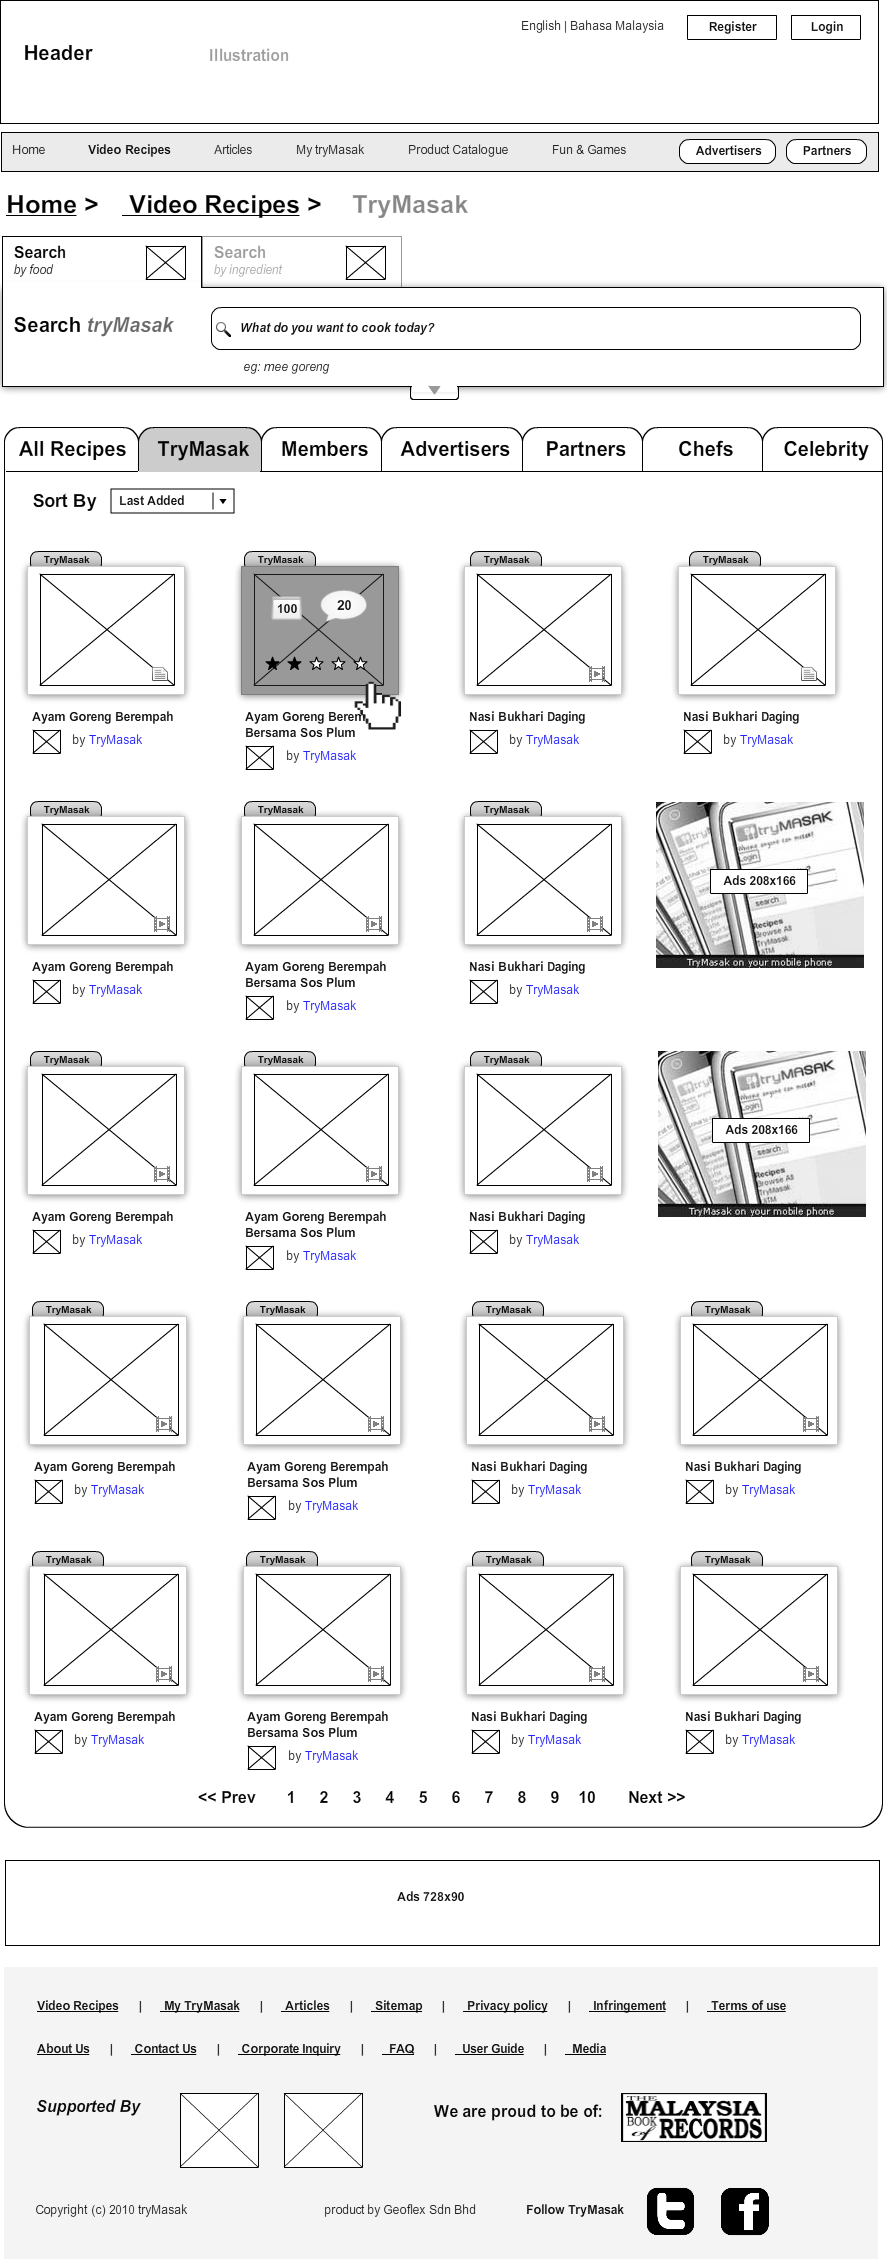 English | Bahasa Malaysia
Register
Login
Header
Illustration
Home
Video Recipes
Articles
My tryMasak
Product Catalogue
Fun & Games
Advertisers
Partners
Home > Video Recipes > TryMasak
Search
by food
Search
by ingredient
Search tryMasak
What do you want to cook today?
eg: mee goreng
All Recipes
TryMasak
Members
Advertisers
Partners
Chefs
Celebrity
Sort By
Last Added
TryMasak
TryMasak
TryMasak
TryMasak
100
20
Ayam Goreng Berempah
by TryMasak
Ayam Goreng Berem
Bersama Sos Plum
by TryMasak
Nasi Bukhari Daging
by TryMasak
Nasi Bukhari Daging
by TryMasak
TryMasak
TryMasak
TryMasak
Ayam Goreng Berempah
by TryMasak
Ayam Goreng Berempah
Bersama Sos Plum
by TryMasak
Nasi Bukhari Daging
by TryMasak
tryMASAK
Login
Ads 208x166
search
Recipes
Browse All
TryMasak
TryMasak on your mobile phone
TryMasak
TryMasak
TryMasak
Ayam Goreng Berempah
by TryMasak
Ayam Goreng Berempah
Bersama Sos Plum
by TryMasak
Nasi Bukhari Daging
by TryMasak
tryMASAK
Login
Ads 208x166
search
Recipes
Browse All
TryMasak
TryMasak on your mobile phone
TryMasak
TryMasak
TryMasak
TryMasak
Ayam Goreng Berempah
by TryMasak
Ayam Goreng Berempah
Bersama Sos Plum
by TryMasak
Nasi Bukhari Daging
by TryMasak
Nasi Bukhari Daging
by TryMasak
TryMasak
TryMasak
TryMasak
TryMasak
Ayam Goreng Berempah
by TryMasak
Ayam Goreng Berempah
Bersama Sos Plum
by TryMasak
Nasi Bukhari Daging
by TryMasak
Nasi Bukhari Daging
by TryMasak
<< Prev 1 2 3 4 5 6 7 8 9 10 Next >>
Ads 728x90
Video Recipes | My TryMasak | Articles | Sitemap | Privacy policy | Infringement | Terms of use
About Us | Contact Us | Corporate Inquiry | FAQ | User Guide | Media
Supported By
We are proud to be of:
THE
MALAYSIA
BOOK of RECORDS
Copyright (c) 2010 tryMasak
product by Geoflex Sdn Bhd
Follow TryMasak